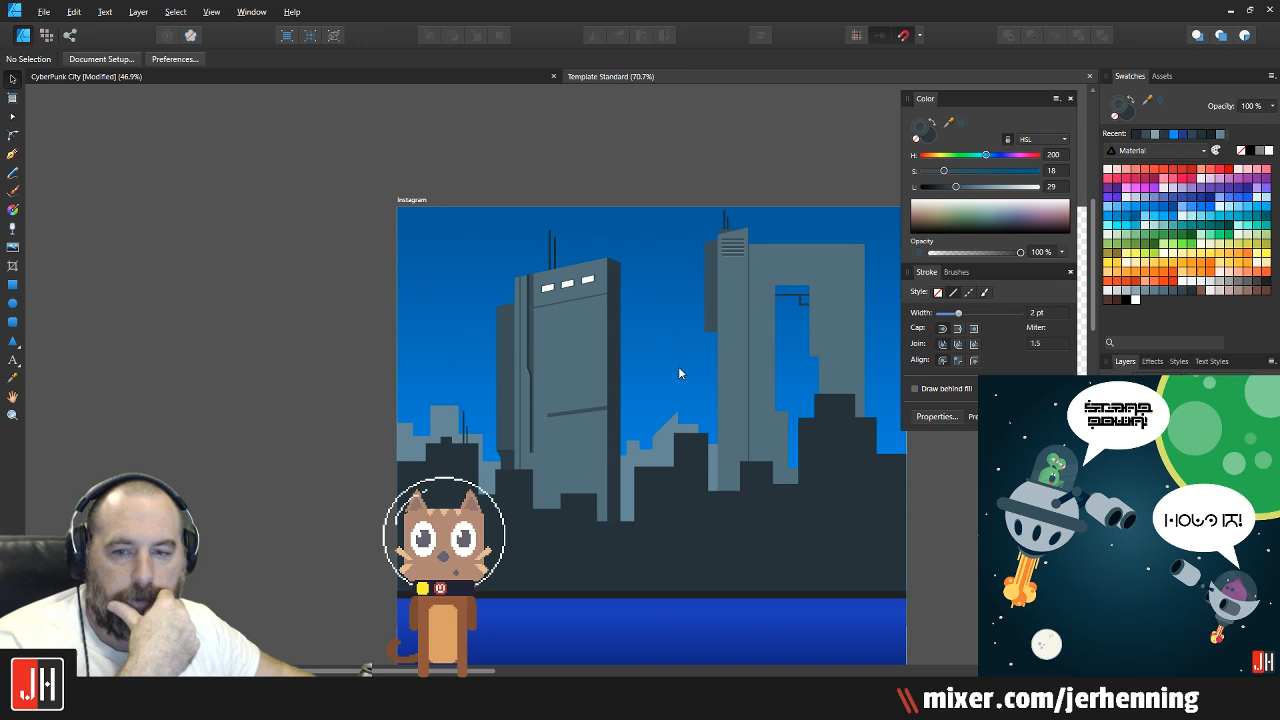 File Edit Text Layer Select View Window Help
No Selection Document Setup... Preferences...
CyberPunk City [Modified] (46.9%)
Template Standard (70.7%)
Swatches Assets
Opacity: 100 %
Recent:
Material
Color
HSL
H: 200
S: 18
L: 29
Opacity
100 %
Stroke Brushes
Style:
Width: 2 pt
Cap: Miter:
Join: 1.5
Align:
Draw behind fill
Properties...
Layers Effects Styles Text Styles
Instagram
JH
JH
mixer.com/jerhenning